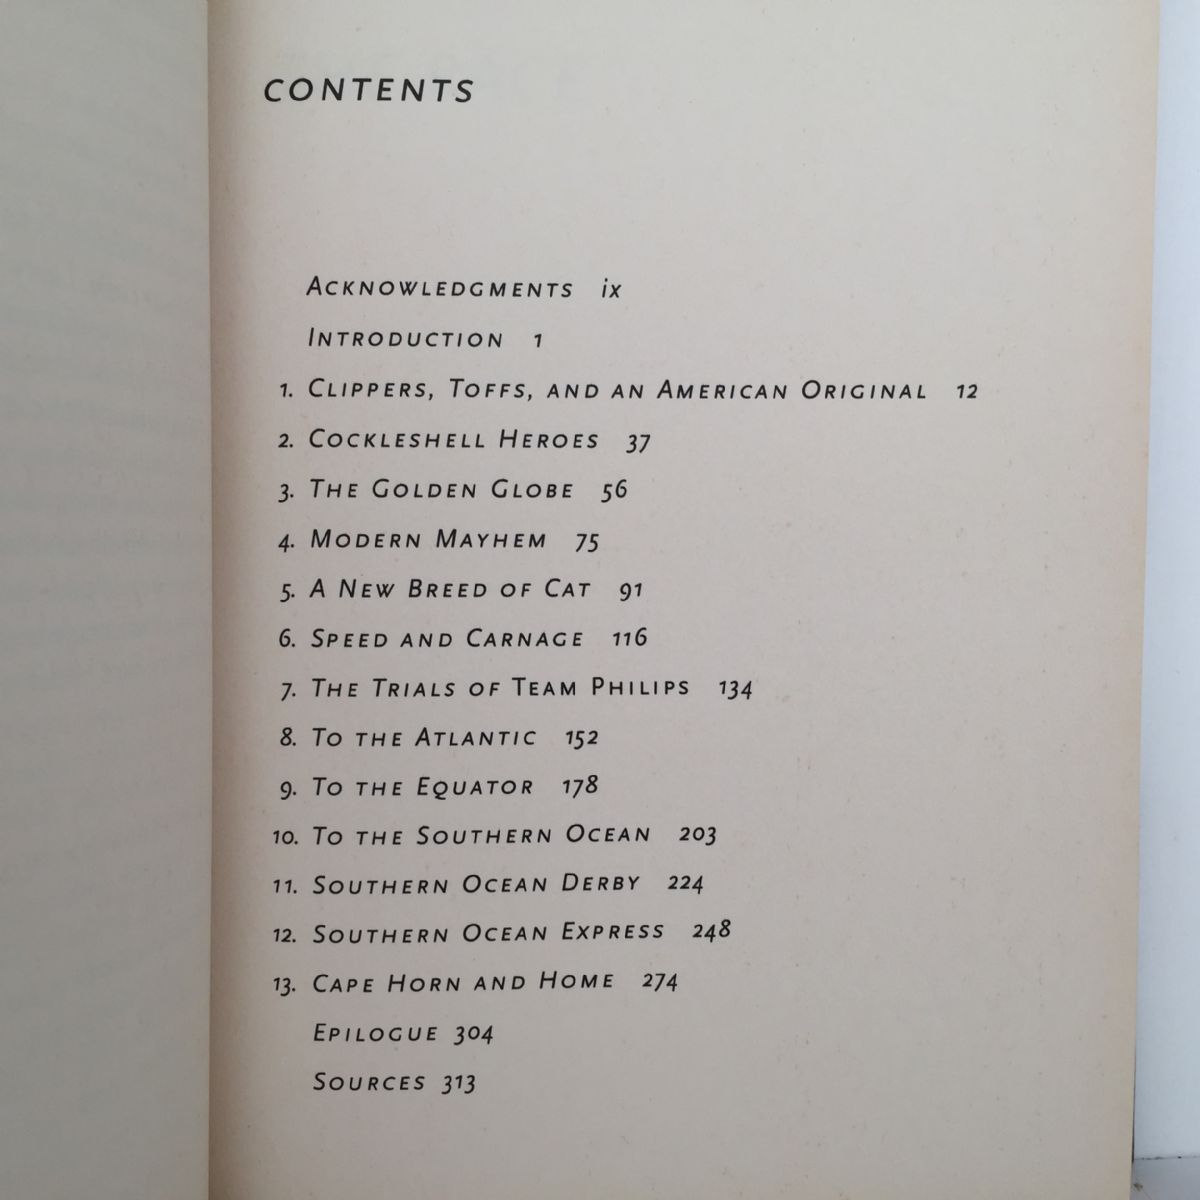 CONTENTS
ACKNOWLEDGMENTS ix
INTRODUCTION 1
1. CLIPPERS, TOFFS, AND AN AMERICAN ORIGINAL 12
2. COCKLESHELL HEROES 37
3. THE GOLDEN GLOBE 56
4. MODERN MAYHEM 75
5. A NEW BREED OF CAT 91
6. SPEED AND CARNAGE 116
7. THE TRIALS OF TEAM PHILIPS 134
8. TO THE ATLANTIC 152
9. TO THE EQUATOR 178
10. TO THE SOUTHERN OCEAN 203
11. SOUTHERN OCEAN DERBY 224
12. SOUTHERN OCEAN EXPRESS 248
13. CAPE HORN AND HOME 274
EPILOGUE 304
SOURCES 313